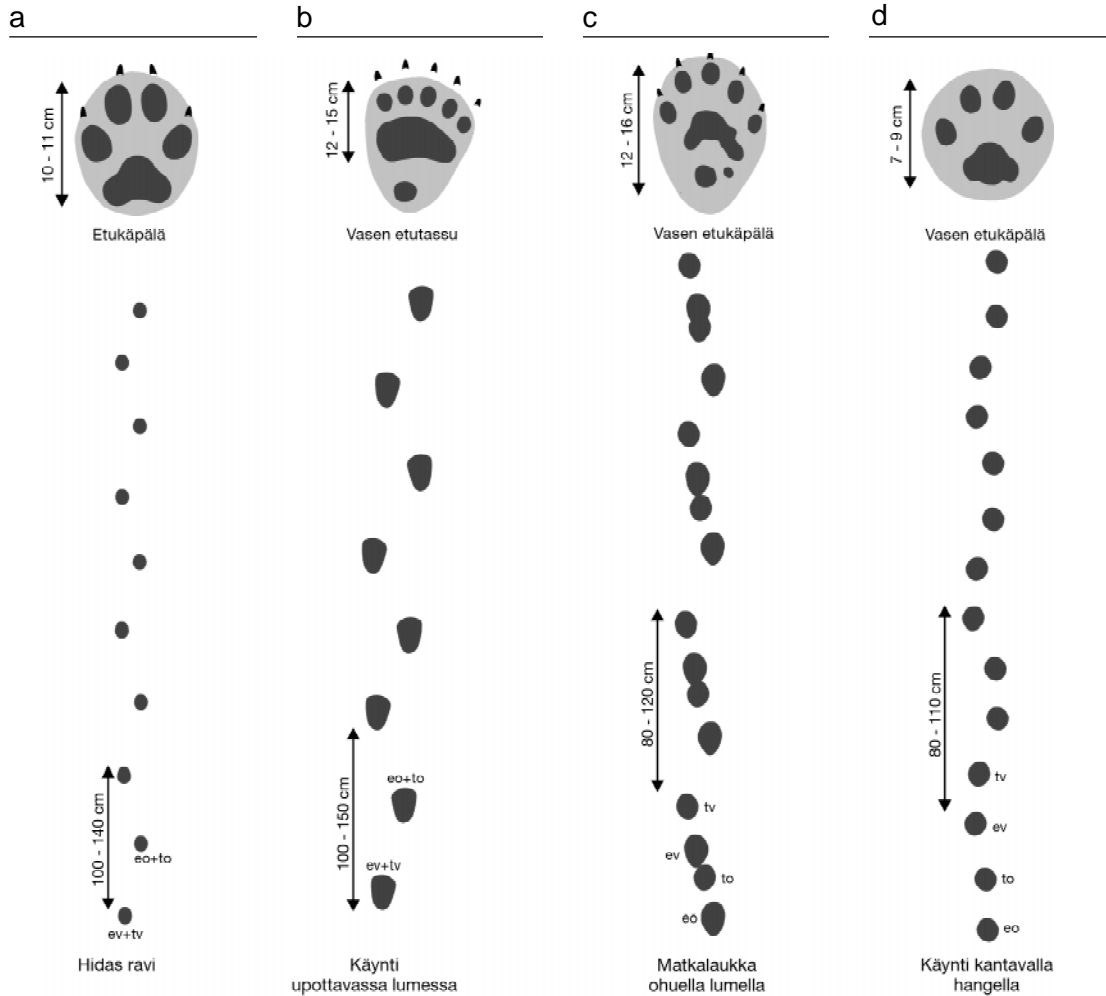 a
b
c
d
10 - 11 cm
12 - 15 cm
12 - 16 cm
7 - 9 cm
Etukäpälä
Vasen etutassu
Vasen etukäpälä
Vasen etukäpälä
100 - 140 cm
eo+to
ev+tv
100 - 150 cm
eo+to
ev+tv
80 - 120 cm
tv
ev
to
eo
80 - 110 cm
tv
ev
to
eo
Hidas ravi
Käynti
upottavassa lumessa
Matkalaukka
ohuella lumella
Käynti kantavalla
hangella